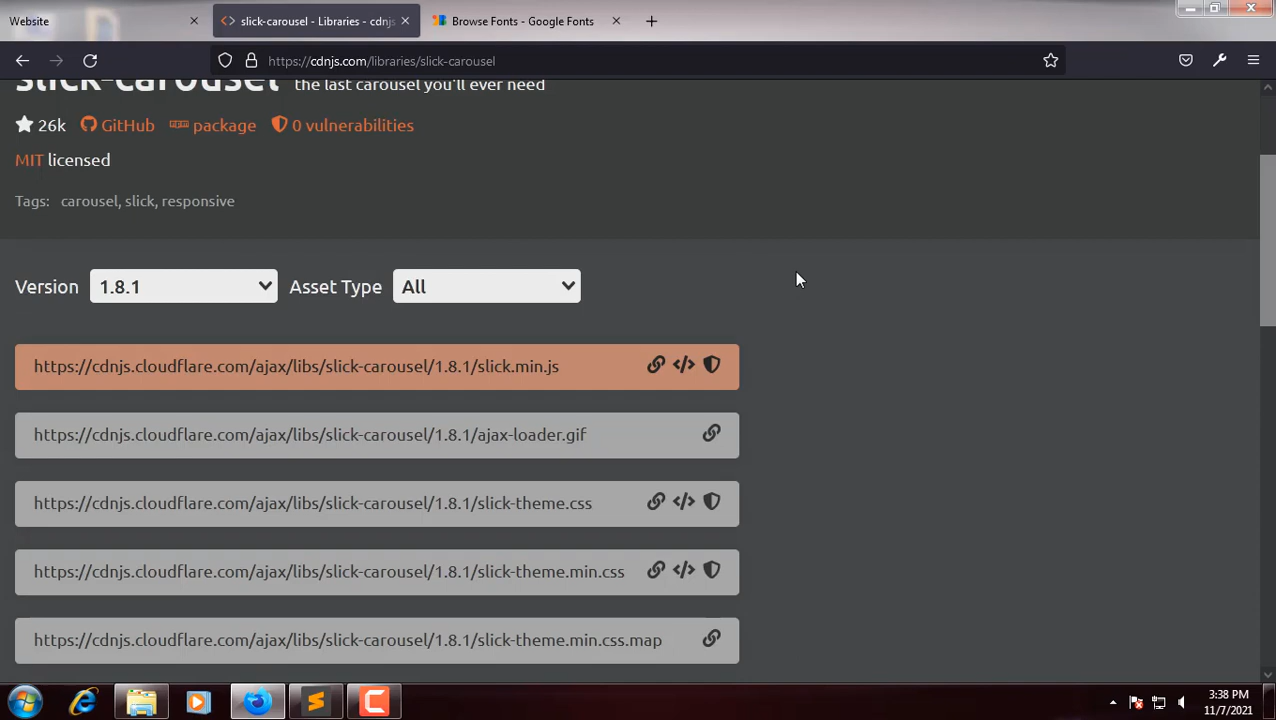 Website
slick-carousel - Libraries - cdnjs
Browse Fonts - Google Fonts
https://cdnjs.com/libraries/slick-carousel
slick-carousel the last carousel you'll ever need
26k GitHub package 0 vulnerabilities
MIT licensed
Tags: carousel, slick, responsive
Version 1.8.1 Asset Type All
https://cdnjs.cloudflare.com/ajax/libs/slick-carousel/1.8.1/slick.min.js
https://cdnjs.cloudflare.com/ajax/libs/slick-carousel/1.8.1/ajax-loader.gif
https://cdnjs.cloudflare.com/ajax/libs/slick-carousel/1.8.1/slick-theme.css
https://cdnjs.cloudflare.com/ajax/libs/slick-carousel/1.8.1/slick-theme.min.css
https://cdnjs.cloudflare.com/ajax/libs/slick-carousel/1.8.1/slick-theme.min.css.map
3:38 PM
11/7/2021